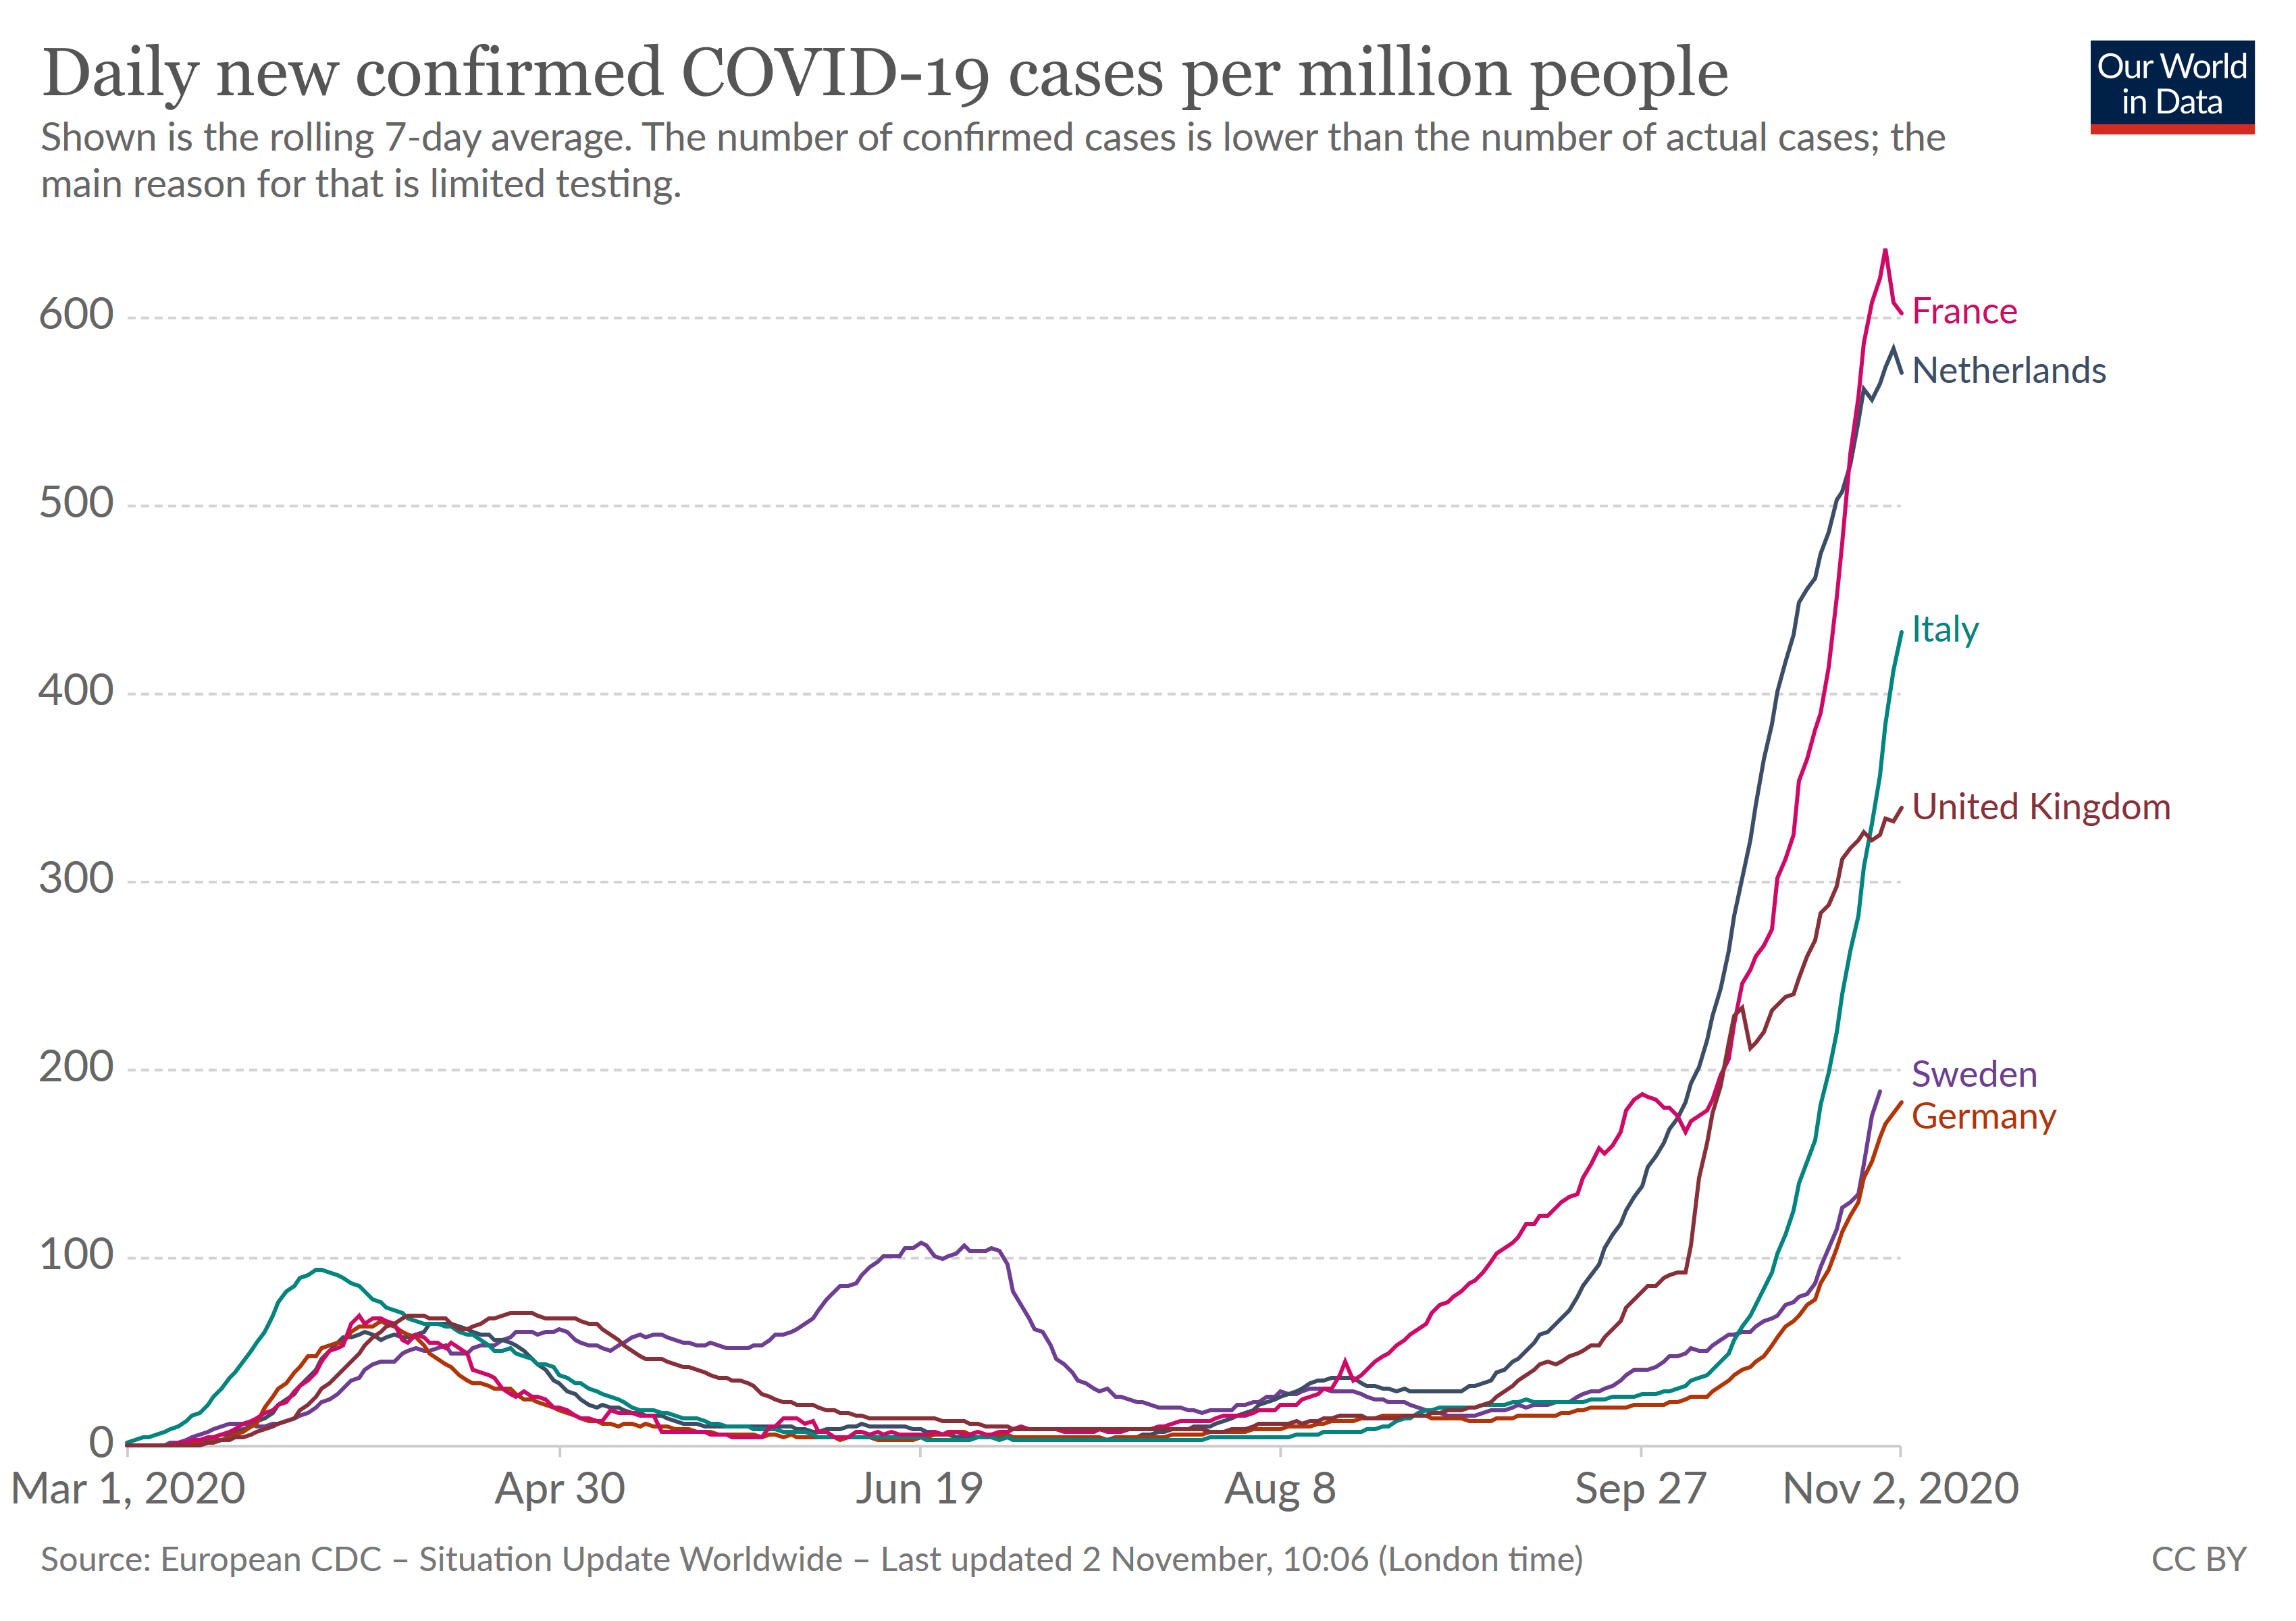 Daily new confirmed COVID-19 cases per million people
Our World
in Data
Shown is the rolling 7-day average. The number of confirmed cases is lower than the number of actual cases; the
main reason for that is limited testing.
600
500
400
300
200
100
0
France
Netherlands
Italy
United Kingdom
Sweden
Germany
Mar 1, 2020 Apr 30 Jun 19 Aug 8 Sep 27 Nov 2, 2020
Source: European CDC – Situation Update Worldwide – Last updated 2 November, 10:06 (London time) CC BY